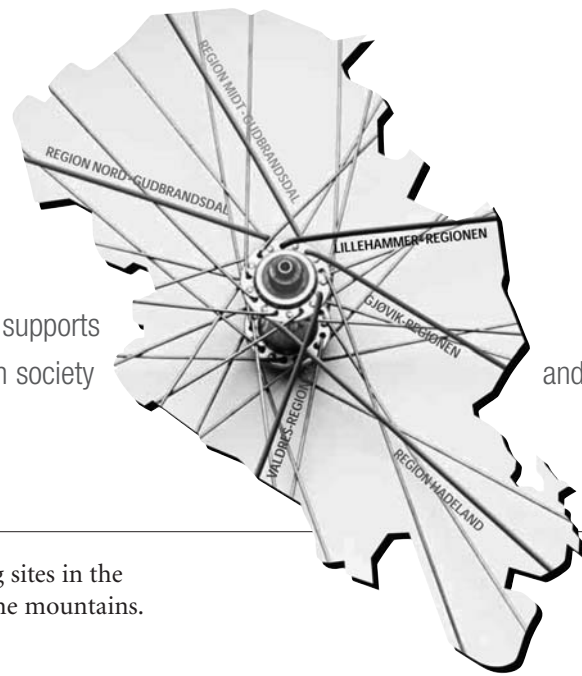 REGION MIDT-GUDBRANDSDAL
REGION NORD-GUDBRANDSDAL
LILLEHAMMER-REGIONEN
GJØVIK-REGIONEN
supports
society
and
VALDRES-REGION
REGION HADELAND
sites in the
mountains.